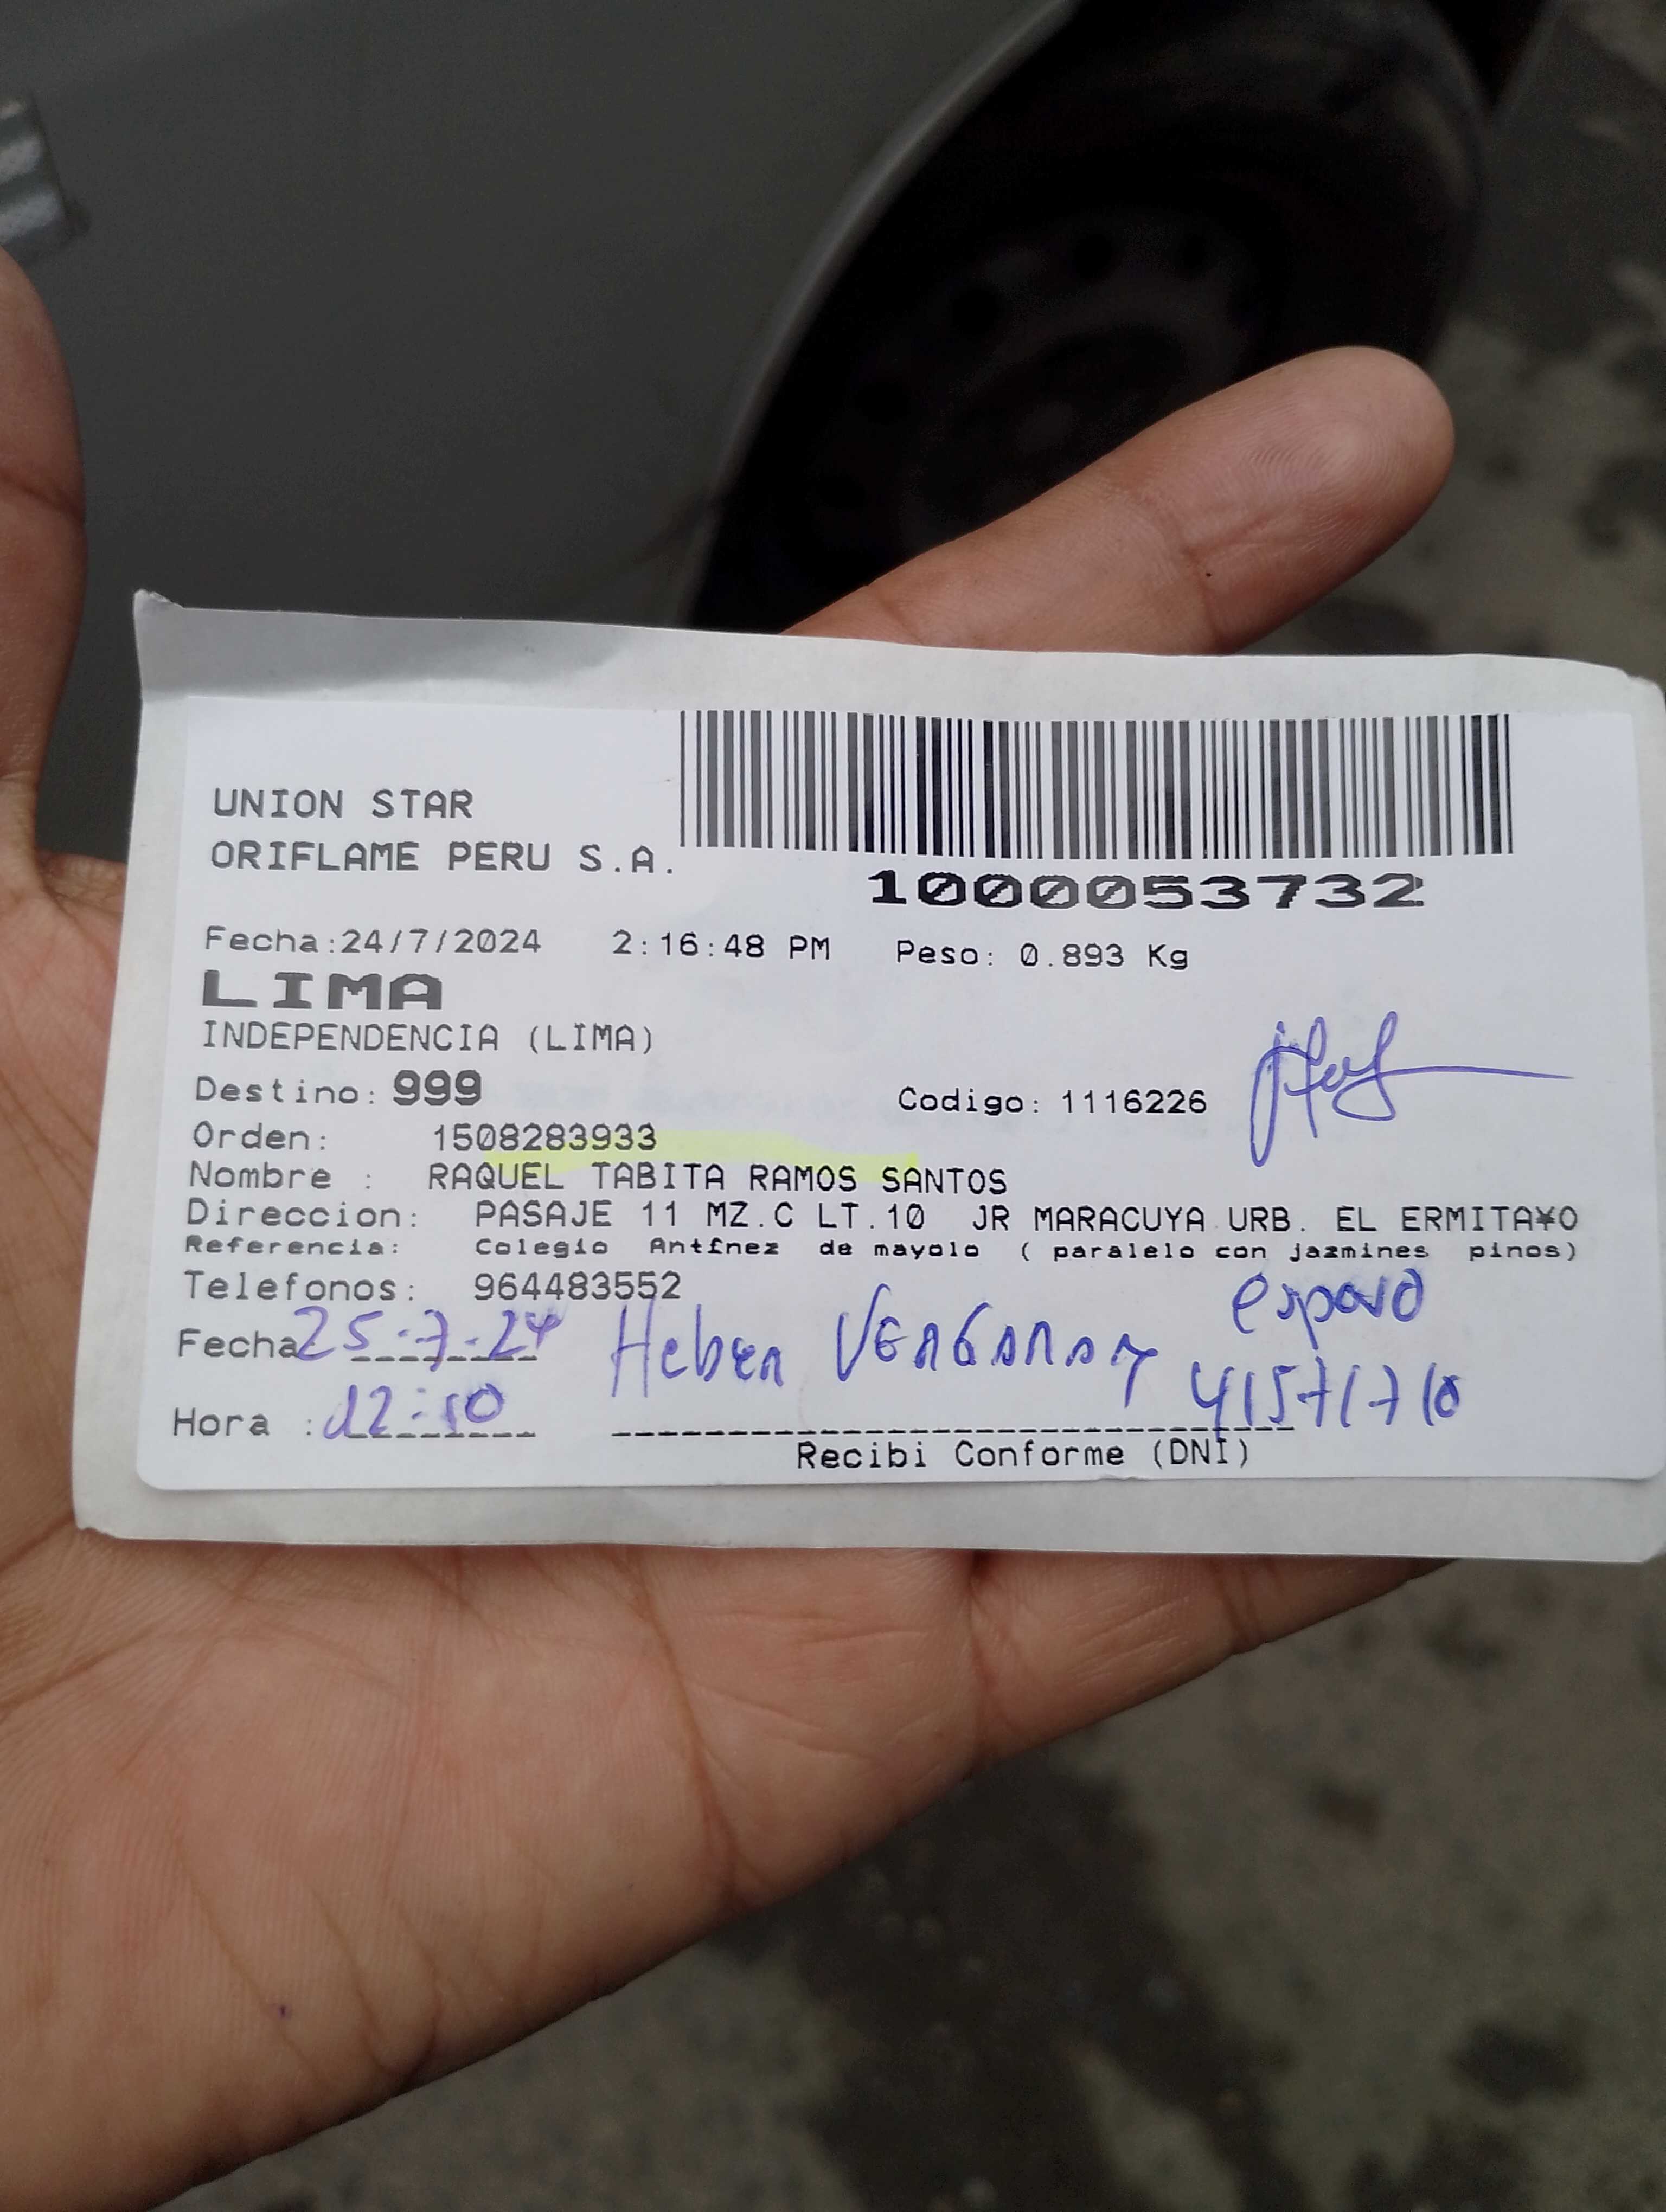 UNION STAR
ORIFLAME PERU S.A.
1000053732
Fecha:24/7/2024 2:16:48 PM Peso: 0.893 Kg
LIMA
INDEPENDENCIA (LIMA)
Destino: 999 Codigo: 1116226
Orden: 1508283933
Nombre : RAQUEL TABITA RAMOS SANTOS
Direccion: PASAJE 11 MZ.C LT.10 JR MARACUYA URB. EL ERMITA¥O
Referencia: Colegio Ant£nez de mayolo ( paralelo con jazmines pinos)
Telefonos: 964483552
esposo
Fecha 25-7-24 Heber
Hora : 12:10
Recibi Conforme (DNI)